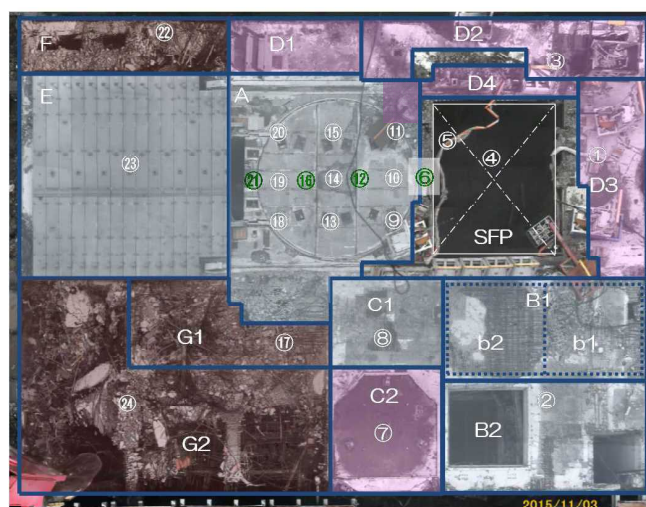 F
㉒
D1
D2
③
E
A
D4
⑳
⑮
⑪
⑤
④
①
㉓
㉑
⑲
⑯
⑭
⑫
⑩
⑥
D3
⑱
⑬
⑨
SFP
G1
⑰
C1
⑧
B1
b2
b1
㉔
G2
C2
⑦
B2
②
2015/11/03